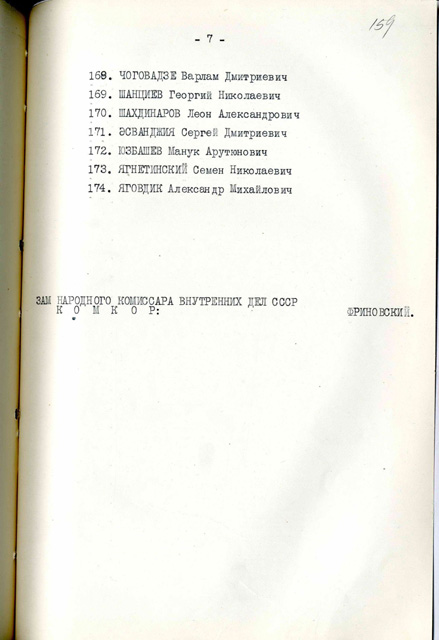 159
- 7 -
168. ЧОГОВАДЗЕ Варлам Дмитриевич
169. ШАНЦИЕВ Георгий Николаевич
170. ШАХДИНАРОВ Леон Александрович
171. ЭСВАНДЖИЯ Сергей Дмитриевич
172. ЮЗБАШЕВ Манук Арутюнович
173. ЯГНЕТИНСКИЙ Семен Николаевич
174. ЯГОВДИК Александр Михайлович
ЗАМ НАРОДНОГО КОМИССАРА ВНУТРЕННИХ ДЕЛ СССР
К О М К О Р: ФРИНОВСКИЙ.